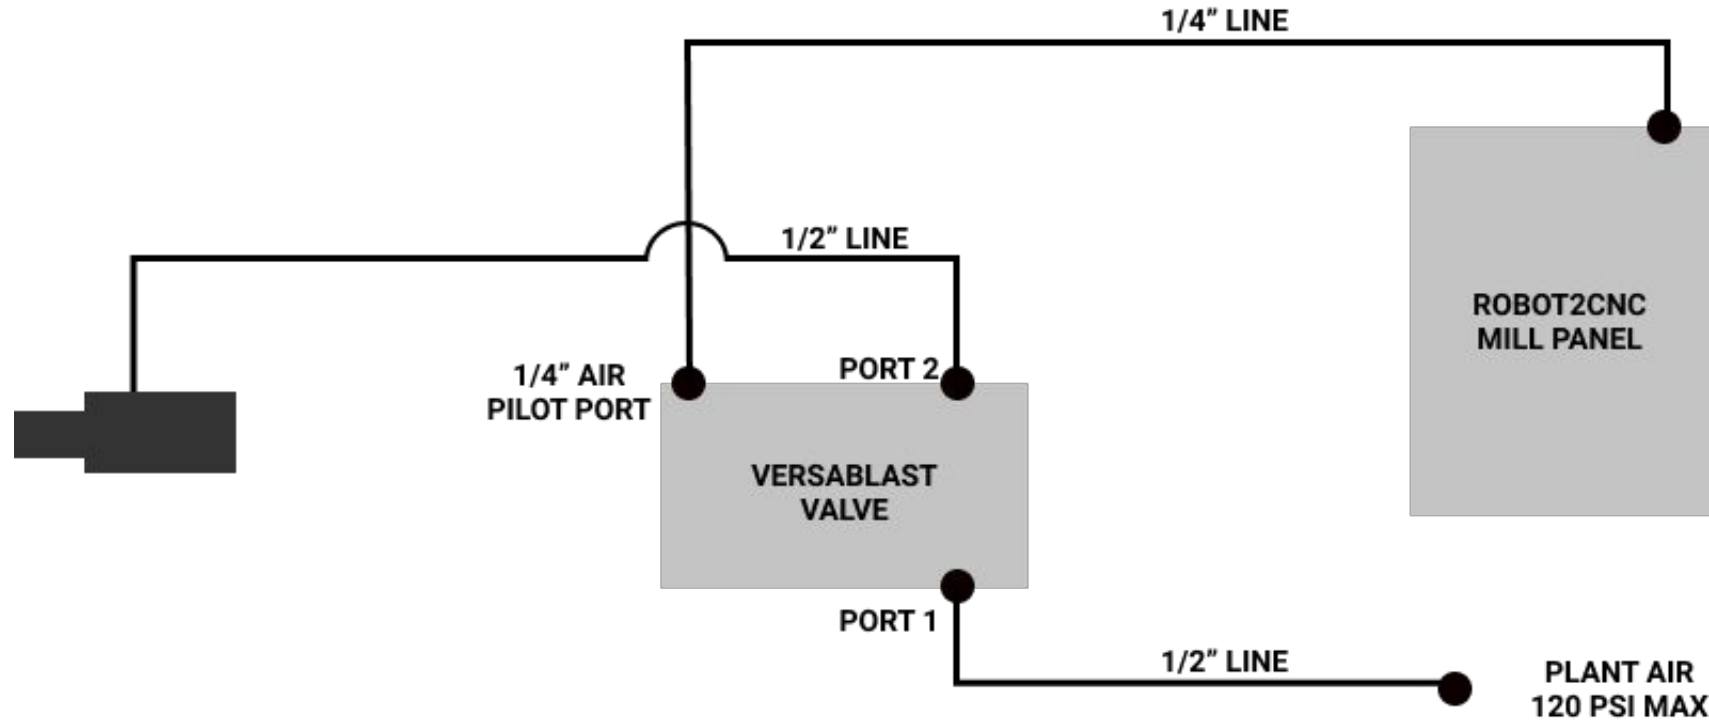 1/4” LINE
1/2” LINE
ROBOT2CNC
MILL PANEL
1/4” AIR
PILOT PORT
PORT 2
VERSABLAST
VALVE
PORT 1
1/2” LINE
PLANT AIR
120 PSI MAX